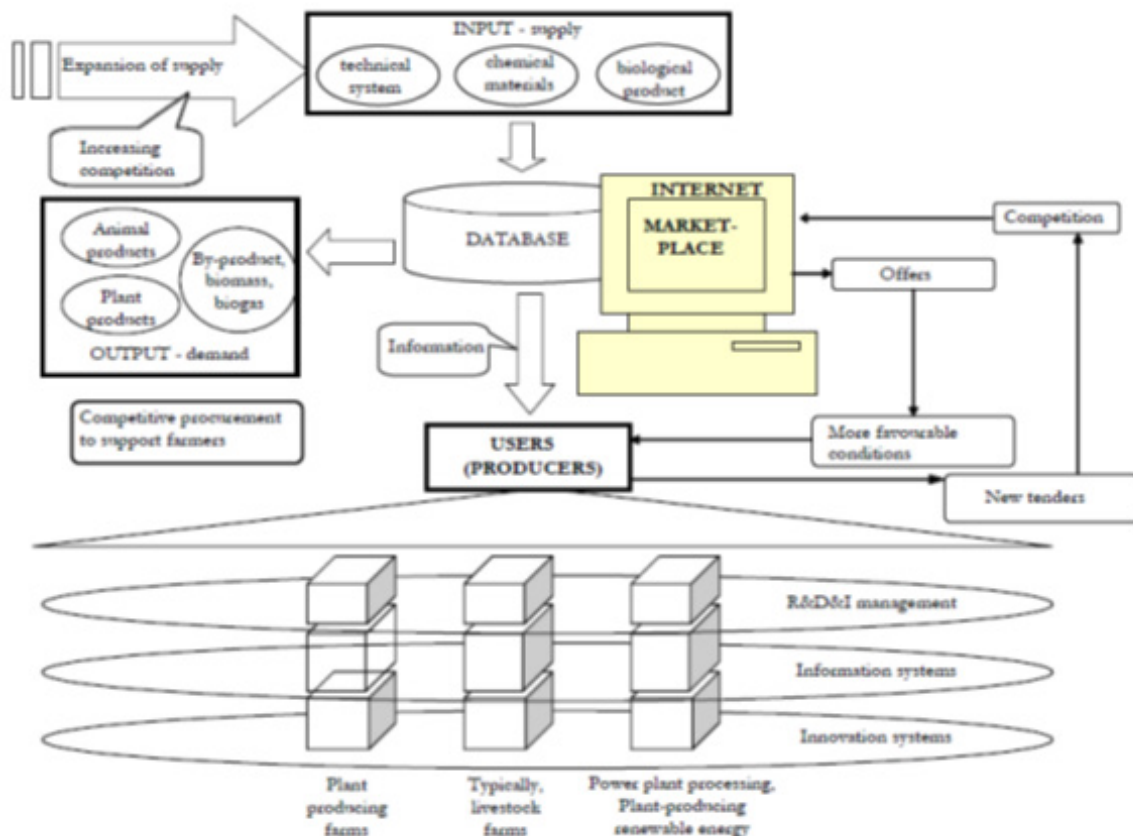 INPUT - supply
Expansion of supply
technical
system
chemical
materials
biological
product
Increasing
competition
INTERNET
MARKET-
PLACE
DATABASE
Competition
Offers
Animal
products
By-product,
biomass,
biogas
Plant
products
OUTPUT - demand
Information
Competitive procurement
to support farmers
USERS
(PRODUCERS)
More favourable
conditions
New tenders
R&D&I management
Information systems
Innovation systems
Plant
producing
farms
Typically,
livestock
farms
Power plant processing,
Plant-producing
renewable energy